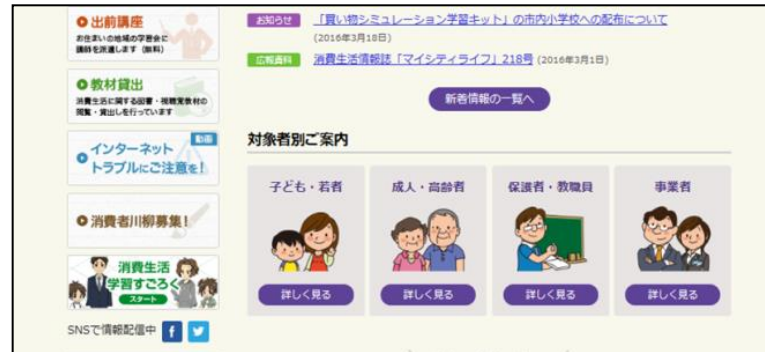 出前講座
お住まいの地域の学習会に
講師を派遣します（無料）
教材貸出
消費生活に関する図書・視聴覚教材の
閲覧・貸出しを行っています
動画
インターネット
トラブルにご注意を！
消費者川柳募集！
消費生活
学習すごろく
スタート
SNSで情報配信中
お知らせ 「買い物シミュレーション学習キット」の市内小学校への配布について
(2016年3月18日)
広報資料 消費生活情報誌「マイシティライフ」218号 (2016年3月1日)
新着情報の一覧へ
対象者別ご案内
子ども・若者 成人・高齢者 保護者・教職員 事業者
詳しく見る 詳しく見る 詳しく見る 詳しく見る